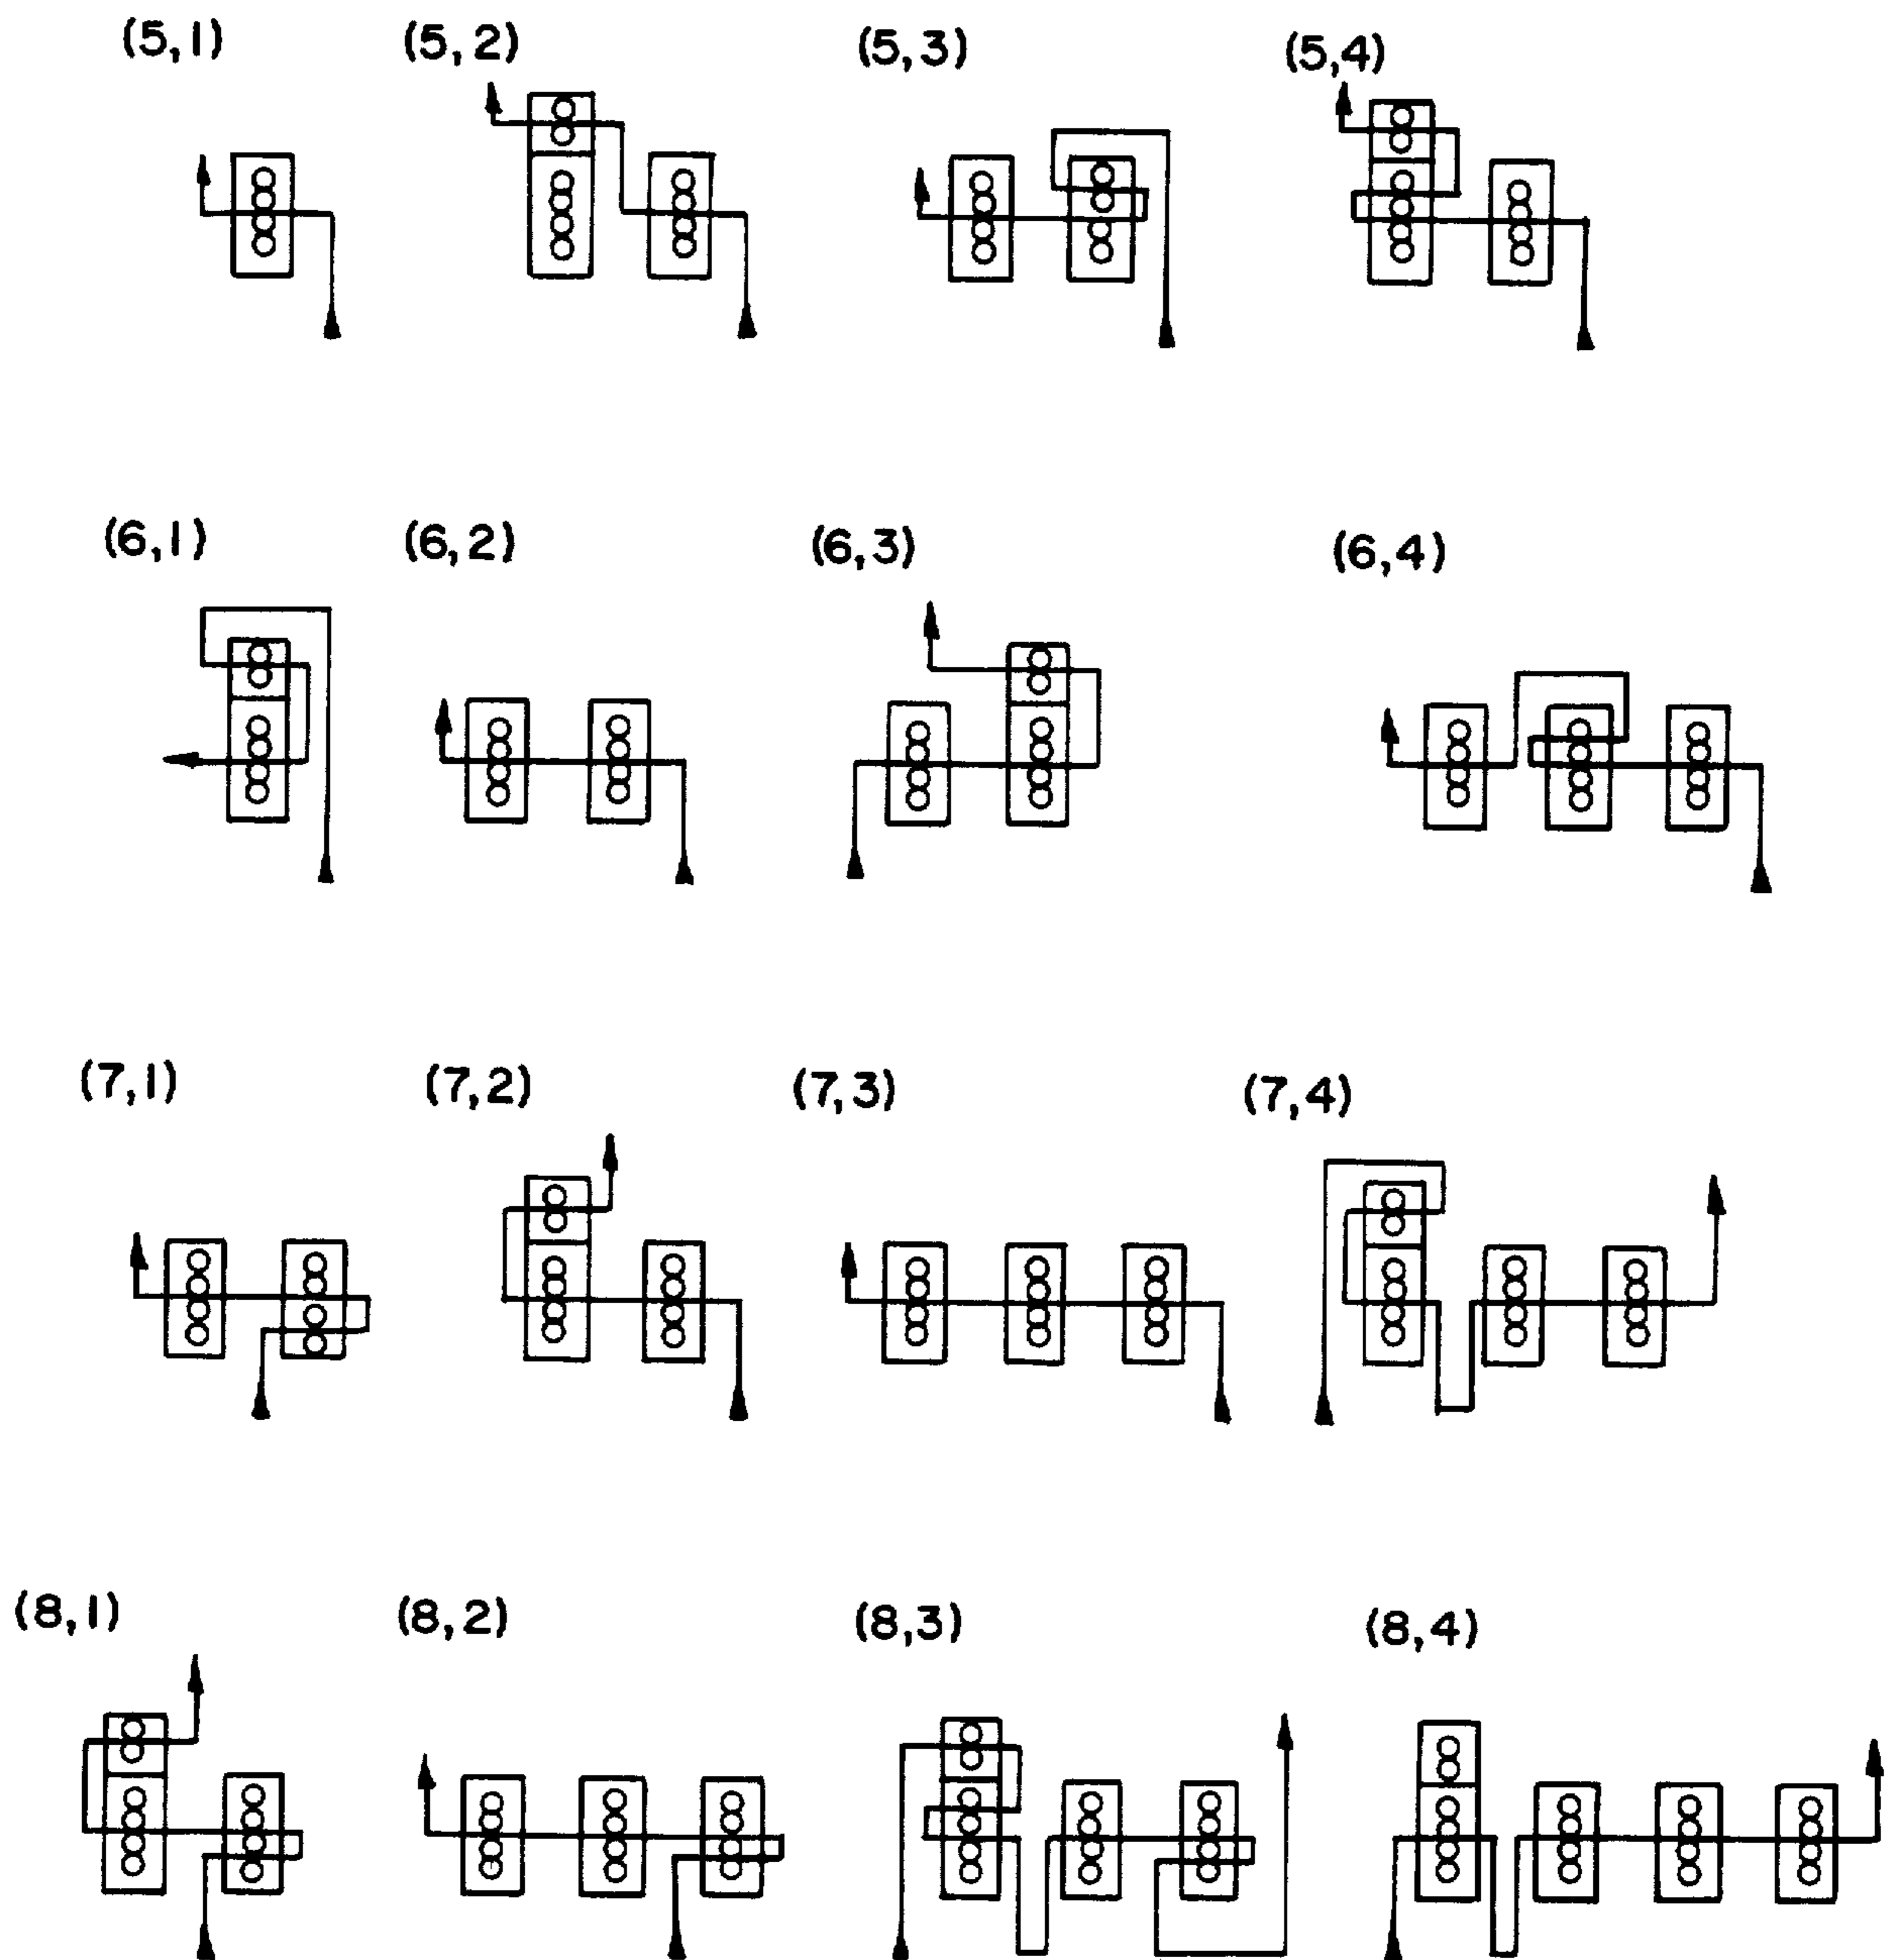 (5,1) (5,2) (5,3) (5,4)
(6,1) (6,2) (6,3) (6,4)
(7,1) (7,2) (7,3) (7,4)
(8,1) (8,2) (8,3) (8,4)